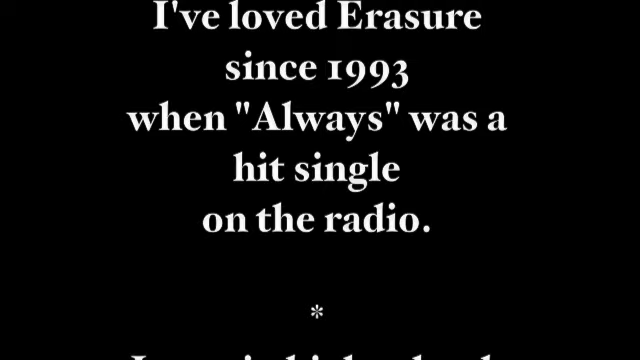 I've loved Erasure
since 1993
when "Always" was a
hit single
on the radio.
*